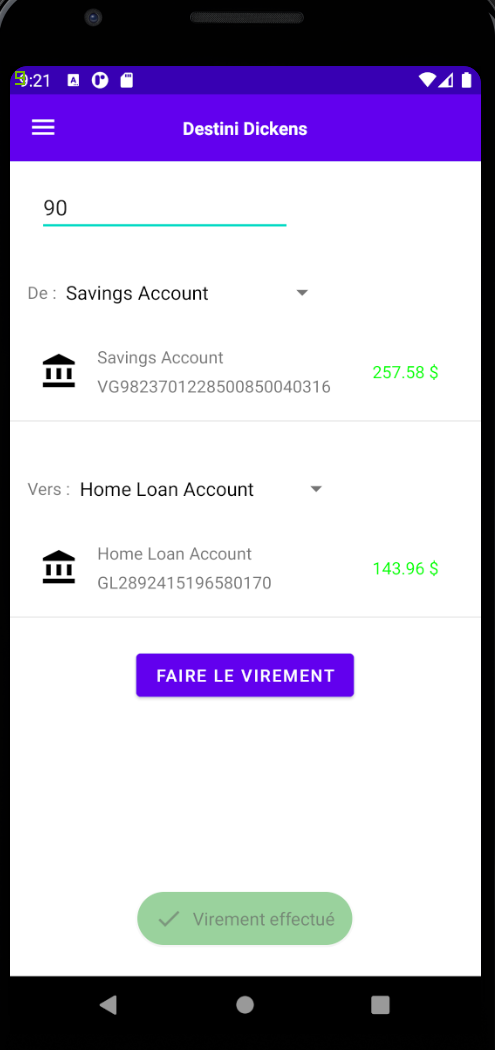 9:21
Destini Dickens
90
De : Savings Account
Savings Account
VG9823701228500850040316
257.58 $
Vers : Home Loan Account
Home Loan Account
GL2892415196580170
143.96 $
FAIRE LE VIREMENT
Virement effectué